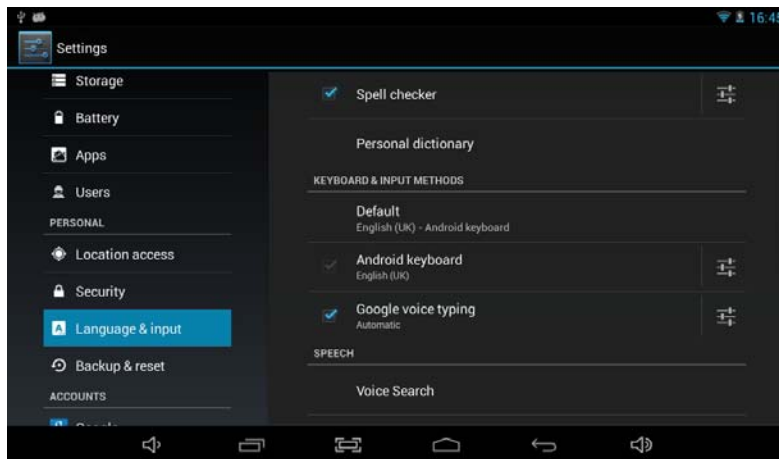 16:45
Settings
Storage
Battery
Apps
Users
PERSONAL
Location access
Security
A Language & input
Backup & reset
ACCOUNTS
Spell checker
Personal dictionary
KEYBOARD & INPUT METHODS
Default
English (UK) - Android keyboard
Android keyboard
English (UK)
Google voice typing
Automatic
SPEECH
Voice Search